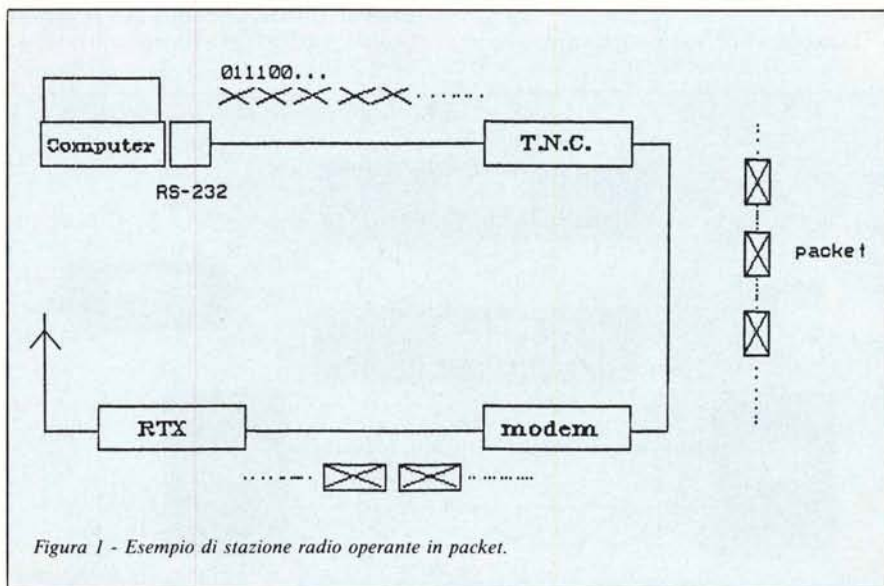 011100...
Computer
T.N.C.
RS-232
packet
RTX
modem
Figura 1 - Esempio di stazione radio operante in packet.